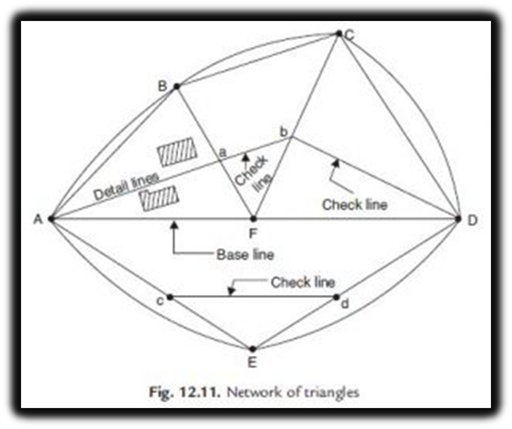 C
B
b
a
Check
line
Detail lines
Check line
A
F
D
Base line
Check line
c
d
E
Fig. 12.11. Network of triangles